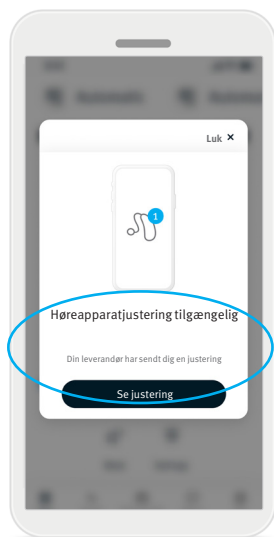 Luk ×
1
Høreapparatjustering tilgængelig
Din leverandør har sendt dig en justering
Se justering